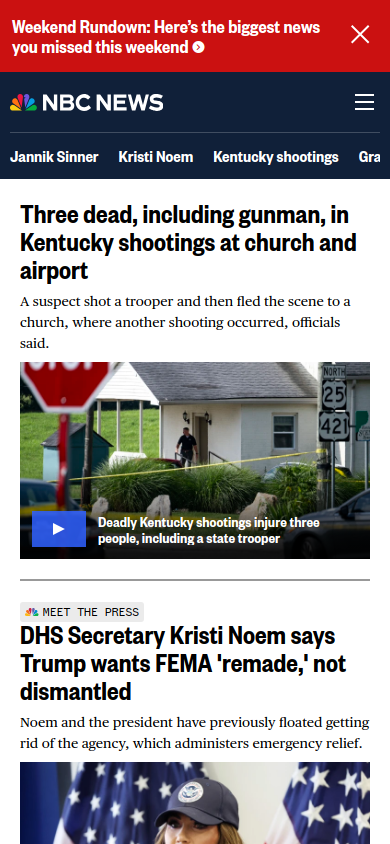 Weekend Rundown: Here's the biggest news
you missed this weekend
NBC NEWS
Jannik Sinner Kristi Noem Kentucky shootings Gra
Three dead, including gunman, in
Kentucky shootings at church and
airport
A suspect shot a trooper and then fled the scene to a
church, where another shooting occurred, officials
said.
STOP
NORTH
25
421
Deadly Kentucky shootings injure three
people, including a state trooper
MEET THE PRESS
DHS Secretary Kristi Noem says
Trump wants FEMA 'remade,' not
dismantled
Noem and the president have previously floated getting
rid of the agency, which administers emergency relief.